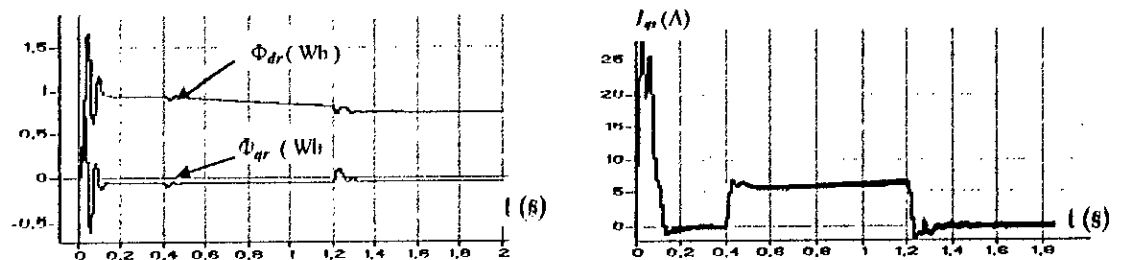 Φdr (Wb)
1,5
1
0,5
0
-0,5
Φqr (Wb)
0 0,2 0,4 0,6 0,8 1 1,2 1,4 1,6 1,8 2
t (s)
Iqs (A)
25
20
15
10
5
0
0 0,2 0,4 0,6 0,8 1 1,2 1,4 1,6 1,8
t (s)